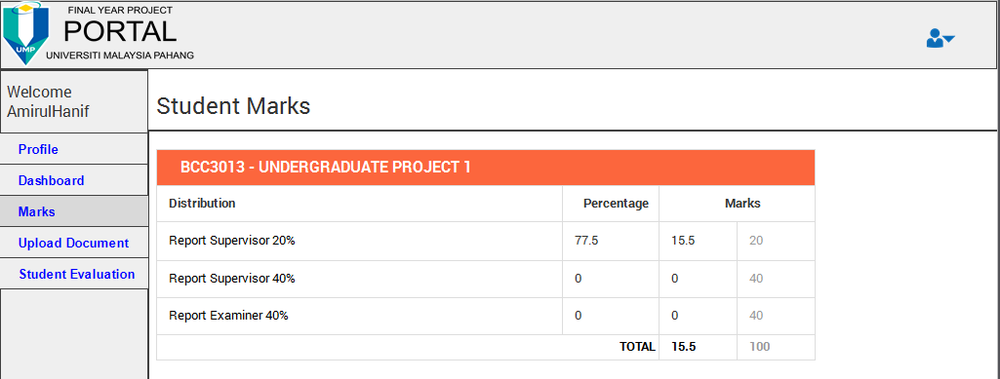 FINAL YEAR PROJECT
PORTAL
UMP
UNIVERSITI MALAYSIA PAHANG
Welcome
AmirulHanif
Profile
Dashboard
Marks
Upload Document
Student Evaluation
Student Marks
BCC3013 - UNDERGRADUATE PROJECT 1
Distribution Percentage Marks
Report Supervisor 20% 77.5 15.5 20
Report Supervisor 40% 0 0 40
Report Examiner 40% 0 0 40
TOTAL 15.5 100